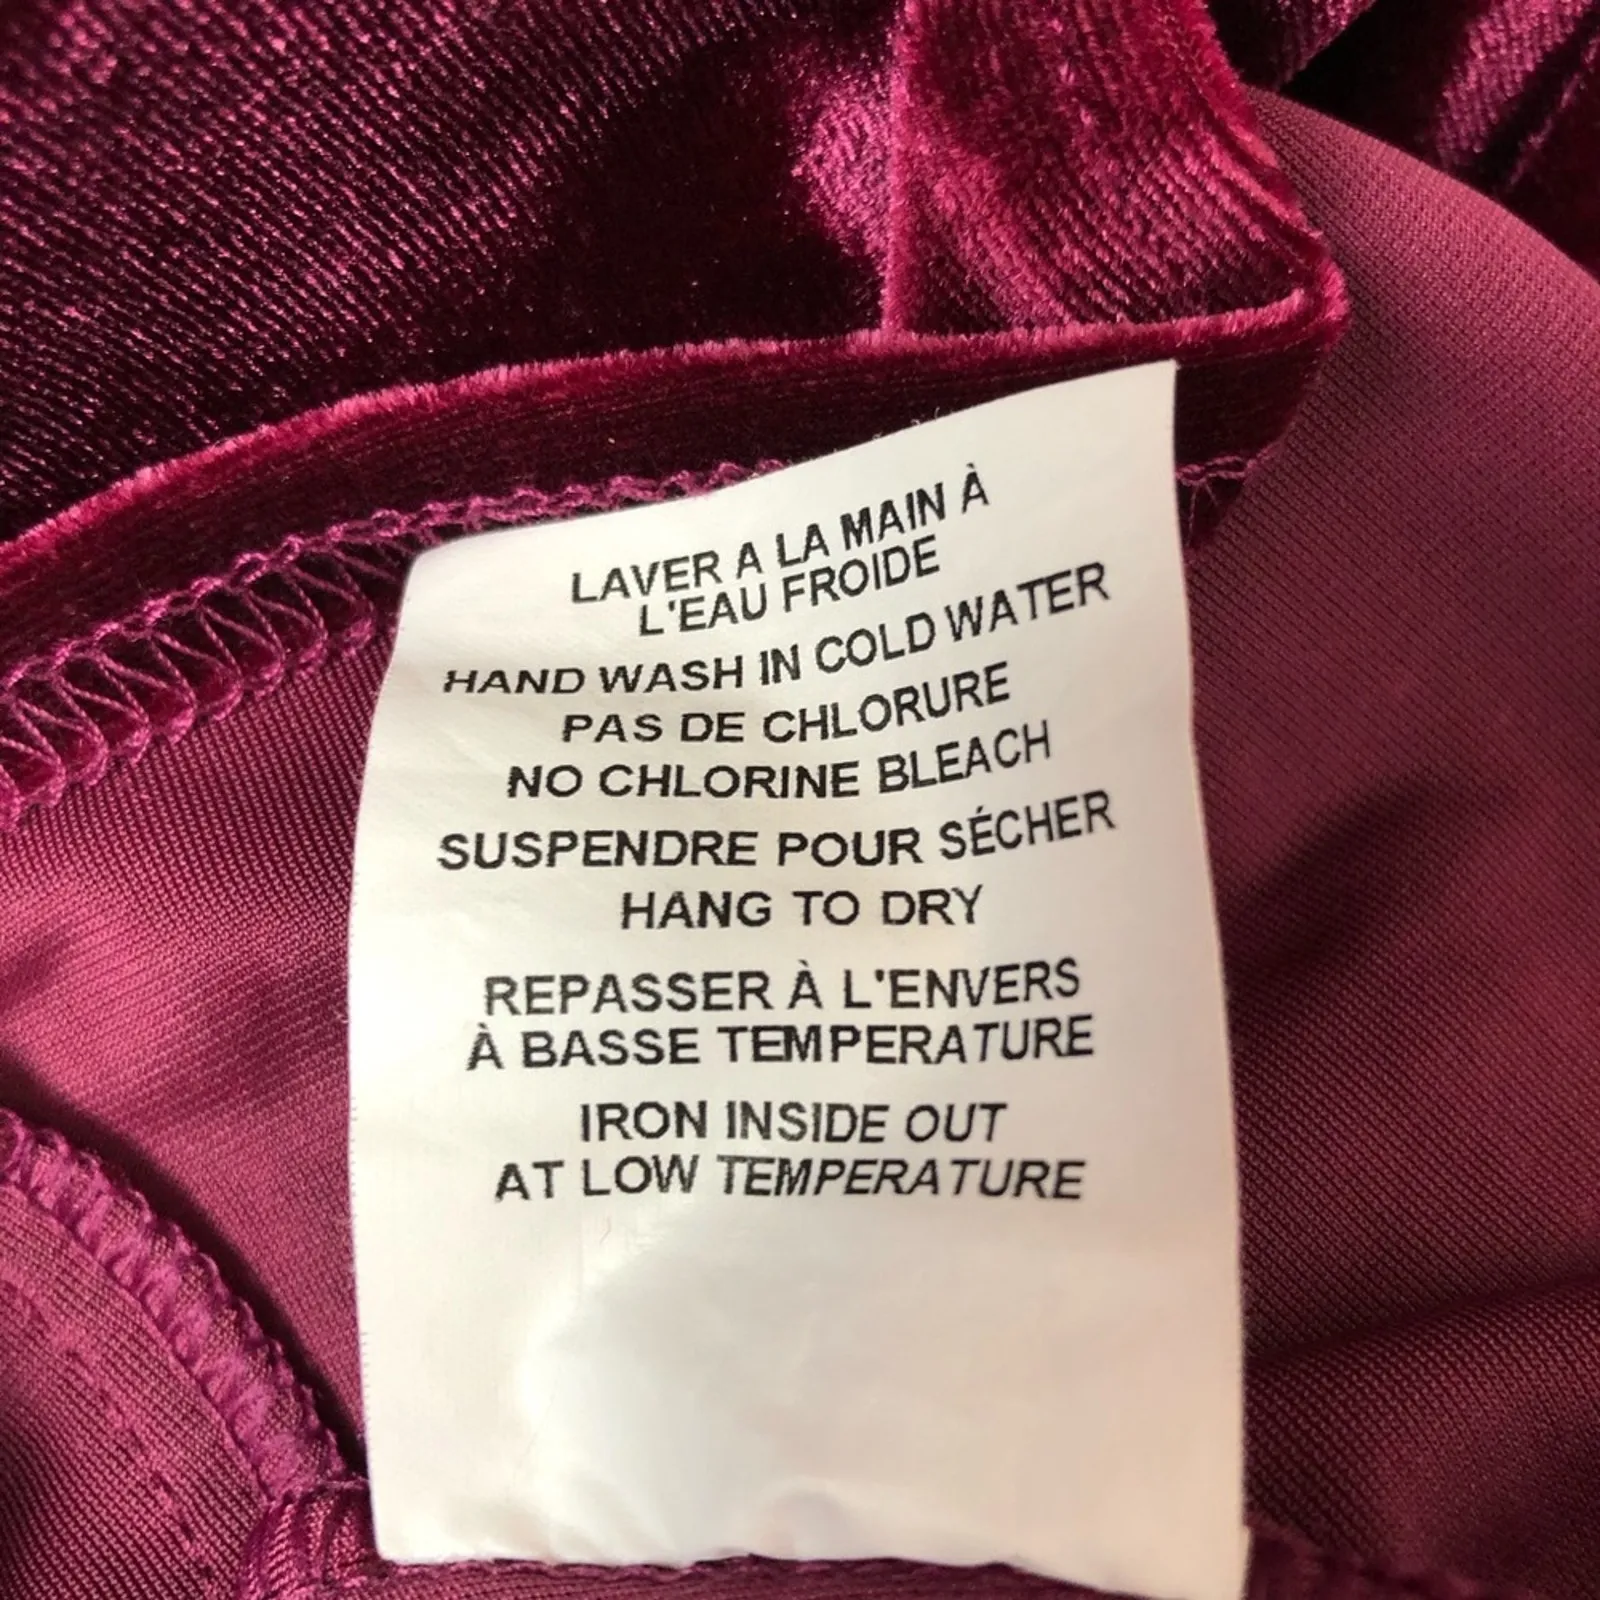 LAVER A LA MAIN À
L'EAU FROIDE
HAND WASH IN COLD WATER
PAS DE CHLORURE
NO CHLORINE BLEACH
SUSPENDRE POUR SÉCHER
HANG TO DRY
REPASSER À L'ENVERS
À BASSE TEMPERATURE
IRON INSIDE OUT
AT LOW TEMPERATURE